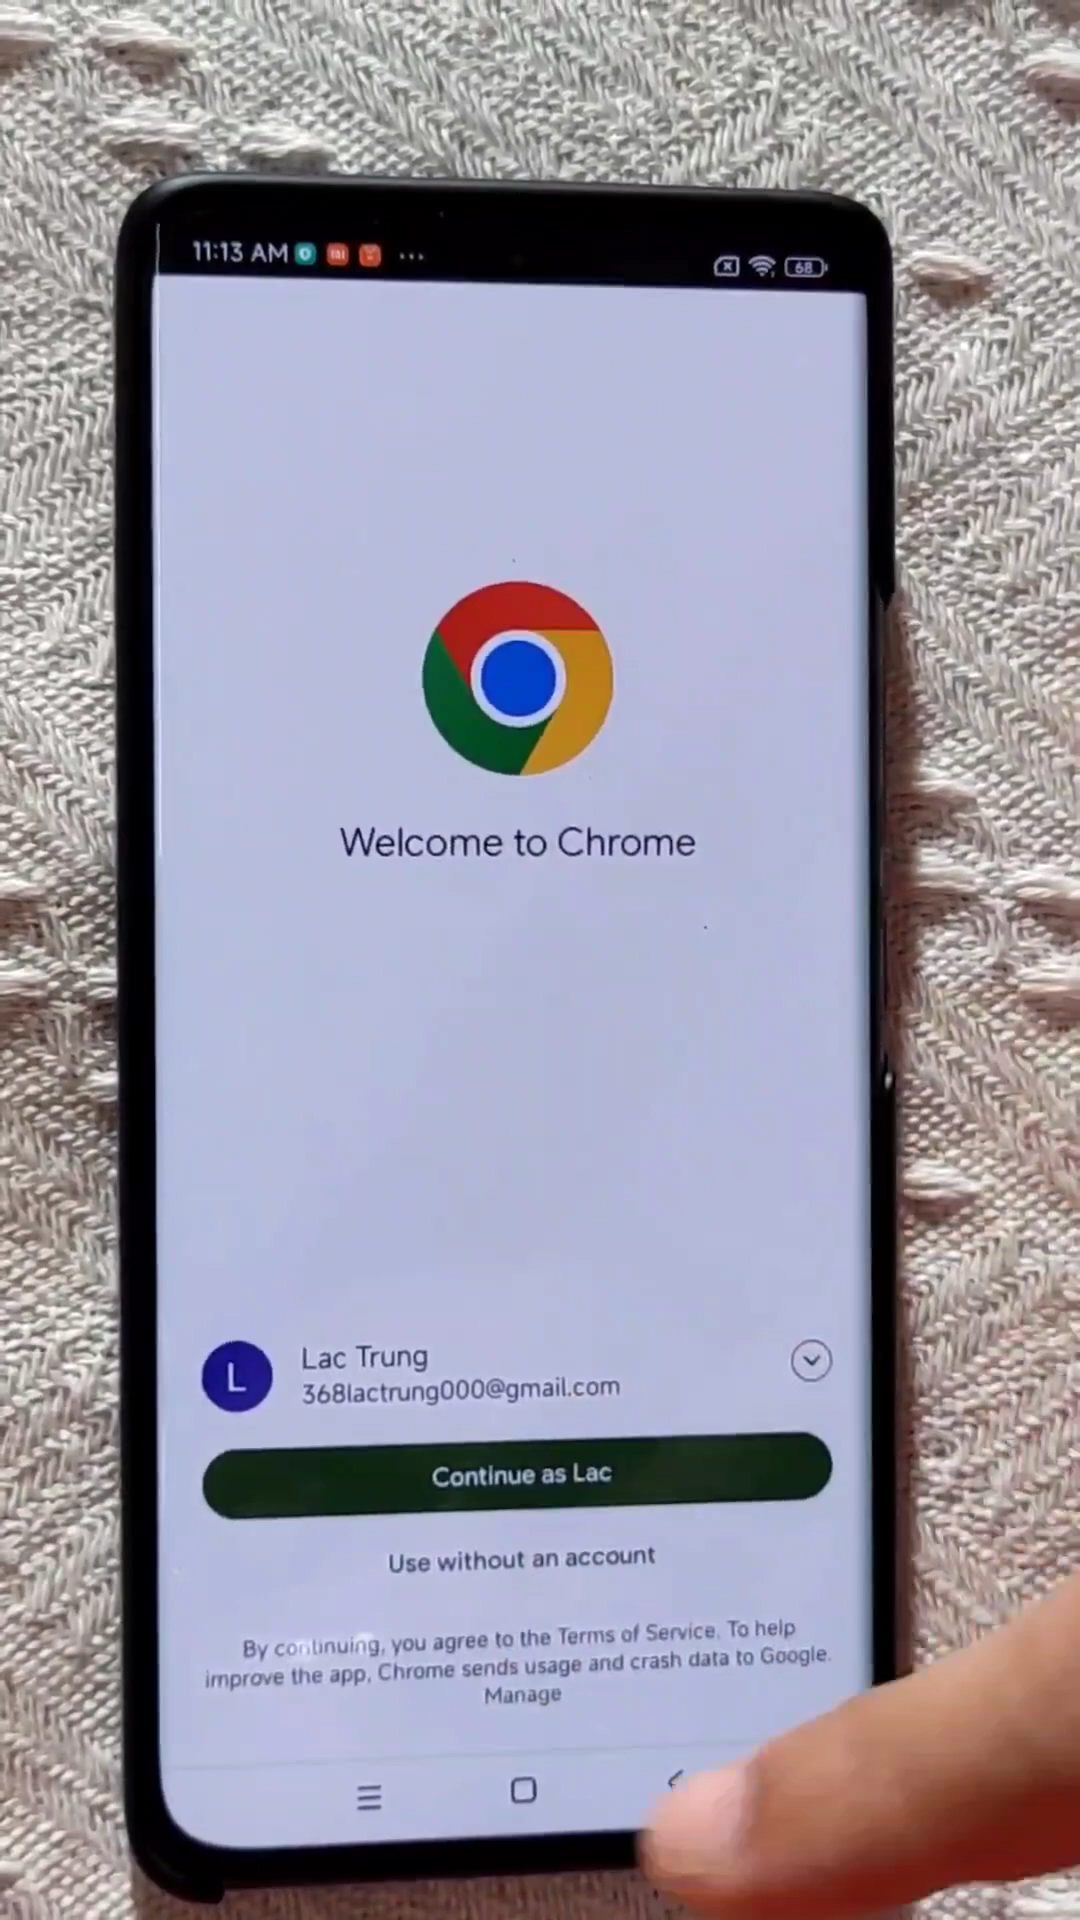 11:13 AM
68
Welcome to Chrome
L
Lac Trung
368lactrung000@gmail.com
Continue as Lac
Use without an account
By continuing, you agree to the Terms of Service. To help
improve the app, Chrome sends usage and crash data to Google.
Manage